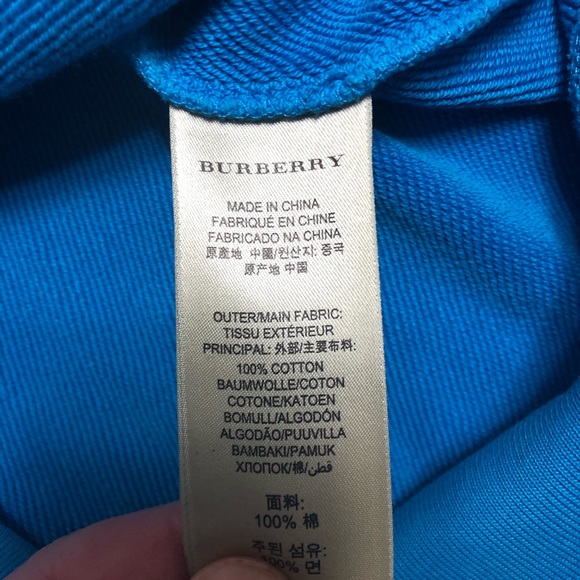 BURBERRY
MADE IN CHINA
FABRIQUÉ EN CHINE
FABRICADO NA CHINA
原產地 中國/원산지: 중국
原产地 中国
OUTER/MAIN FABRIC:
TISSU EXTÉRIEUR
PRINCIPAL: 外部/主要布料:
100% COTTON
BAUMWOLLE/COTON
COTONE/KATOEN
BOMULL/ALGODÓN
ALGODÃO/PUUVILLA
BAMBAKI/PAMUK
ХЛОПОК/棉/قطن
面料:
100% 棉
주된 섬유:
100% 면